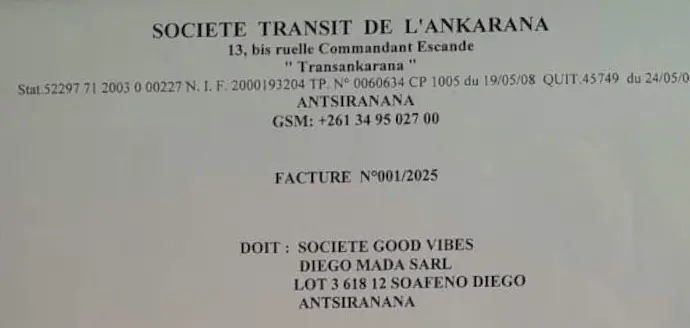 SOCIETE TRANSIT DE L'ANKARANA
13, bis ruelle Commandant Escande
" Transankarana "
Stat.52297 71 2003 0 00227 N. I. F. 2000193204 TP. N° 0060634 CP 1005 du 19/05/08 QUIT.45749 du 24/05/0
ANTSIRANANA
GSM: +261 34 95 027 00
FACTURE N°001/2025
DOIT : SOCIETE GOOD VIBES
DIEGO MADA SARL
LOT 3 618 12 SOAFENO DIEGO
ANTSIRANANA